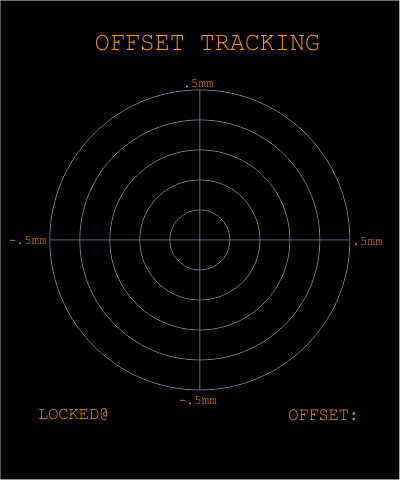 OFFSET TRACKING
.5mm
-.5mm
.5mm
-.5mm
LOCKED@
OFFSET: